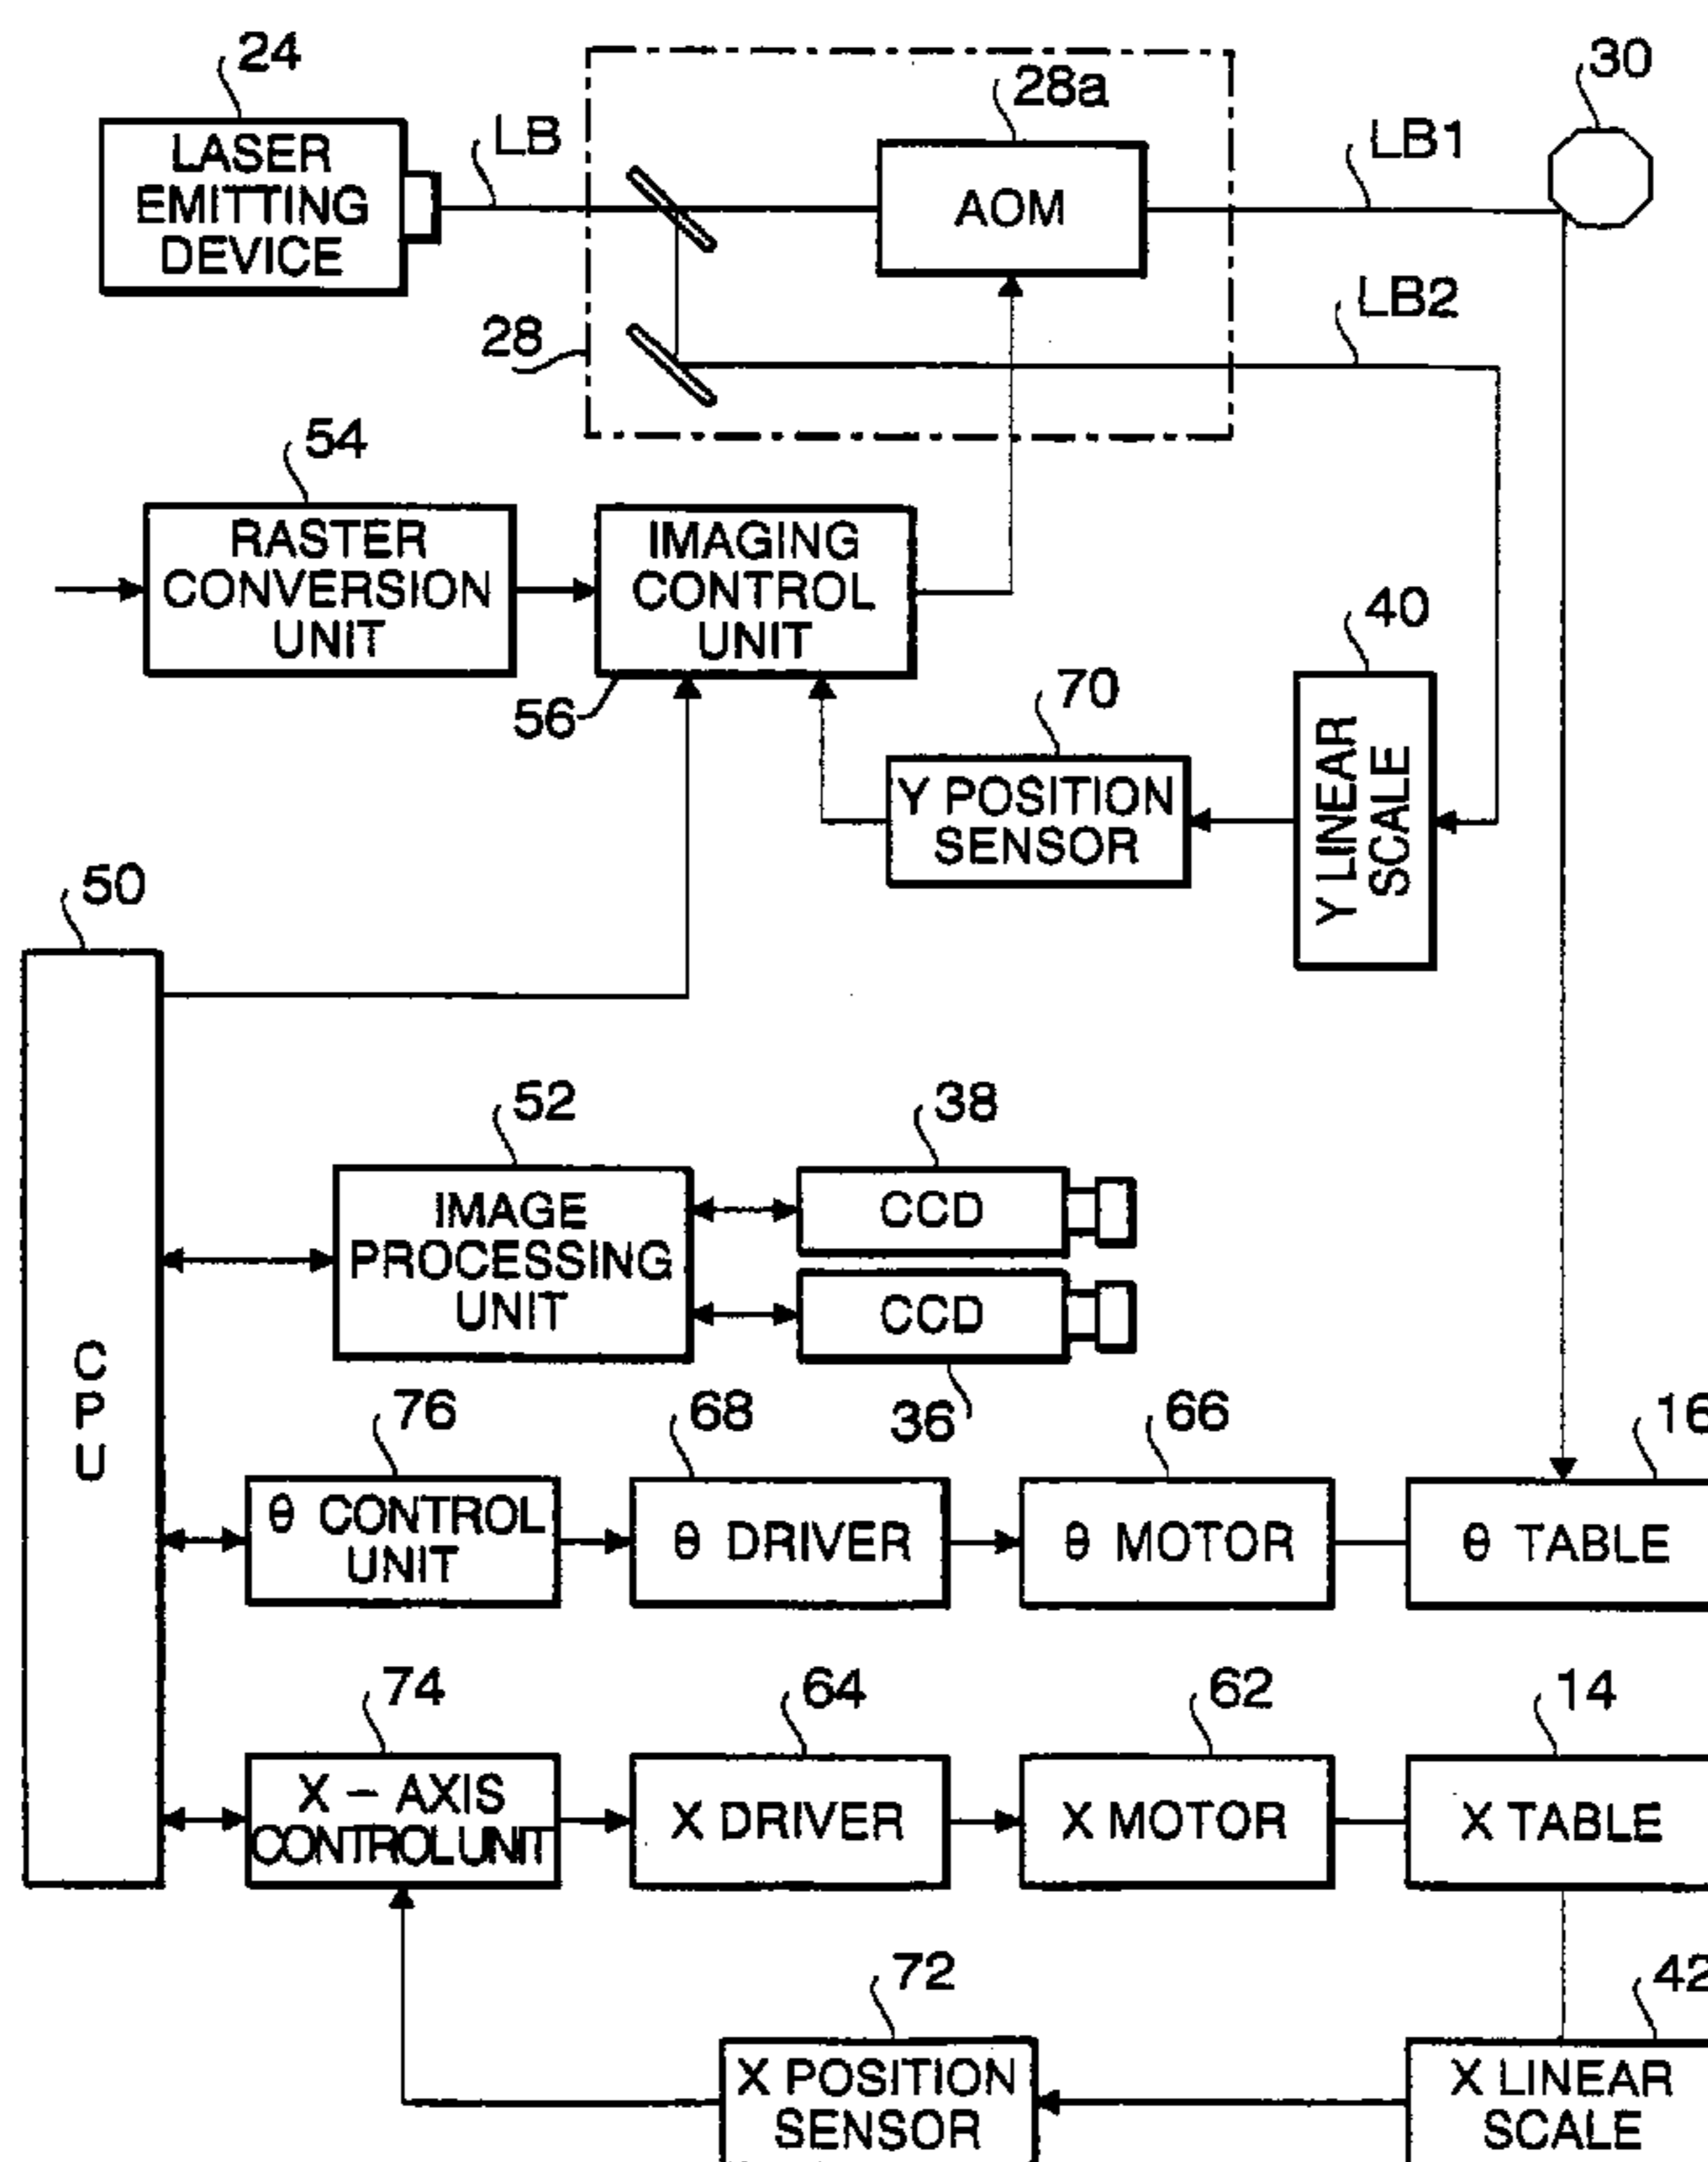 24
28a
30
LASER
EMITTING
DEVICE
LB
AOM
LB1
28
LB2
54
RASTER
CONVERSION
UNIT
IMAGING
CONTROL
UNIT
56
40
70
Y POSITION
SENSOR
Y LINEAR
SCALE
50
CPU
52
38
IMAGE
PROCESSING
UNIT
CCD
CCD
36
76
68
66
16
θ CONTROL
UNIT
θ DRIVER
θ MOTOR
θ TABLE
74
64
62
14
X – AXIS
CONTROL UNIT
X DRIVER
X MOTOR
X TABLE
72
42
X POSITION
SENSOR
X LINEAR
SCALE